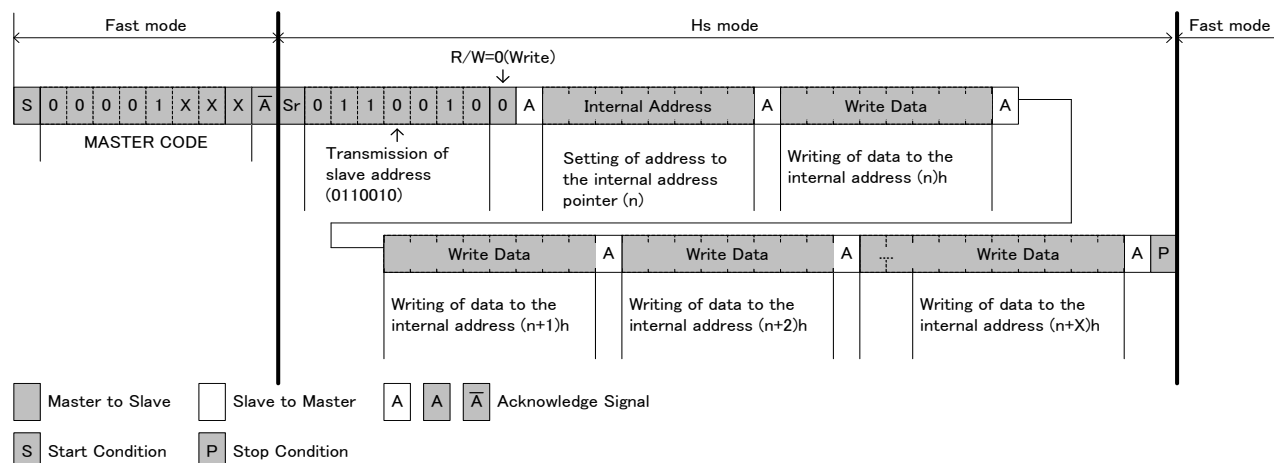 Fast mode Hs mode Fast mode
R/W=0(Write)
S 0 0 0 0 1 X X X A̅ Sr 0 1 1 0 0 1 0 0 A Internal Address A Write Data A
MASTER CODE
Transmission of
slave address
(0110010)
Setting of address to
the internal address
pointer (n)
Writing of data to the
internal address (n)h
Write Data A Write Data A .... Write Data A P
Writing of data to the
internal address (n+1)h
Writing of data to the
internal address (n+2)h
Writing of data to the
internal address (n+X)h
Master to Slave Slave to Master A A A̅ Acknowledge Signal
S Start Condition P Stop Condition